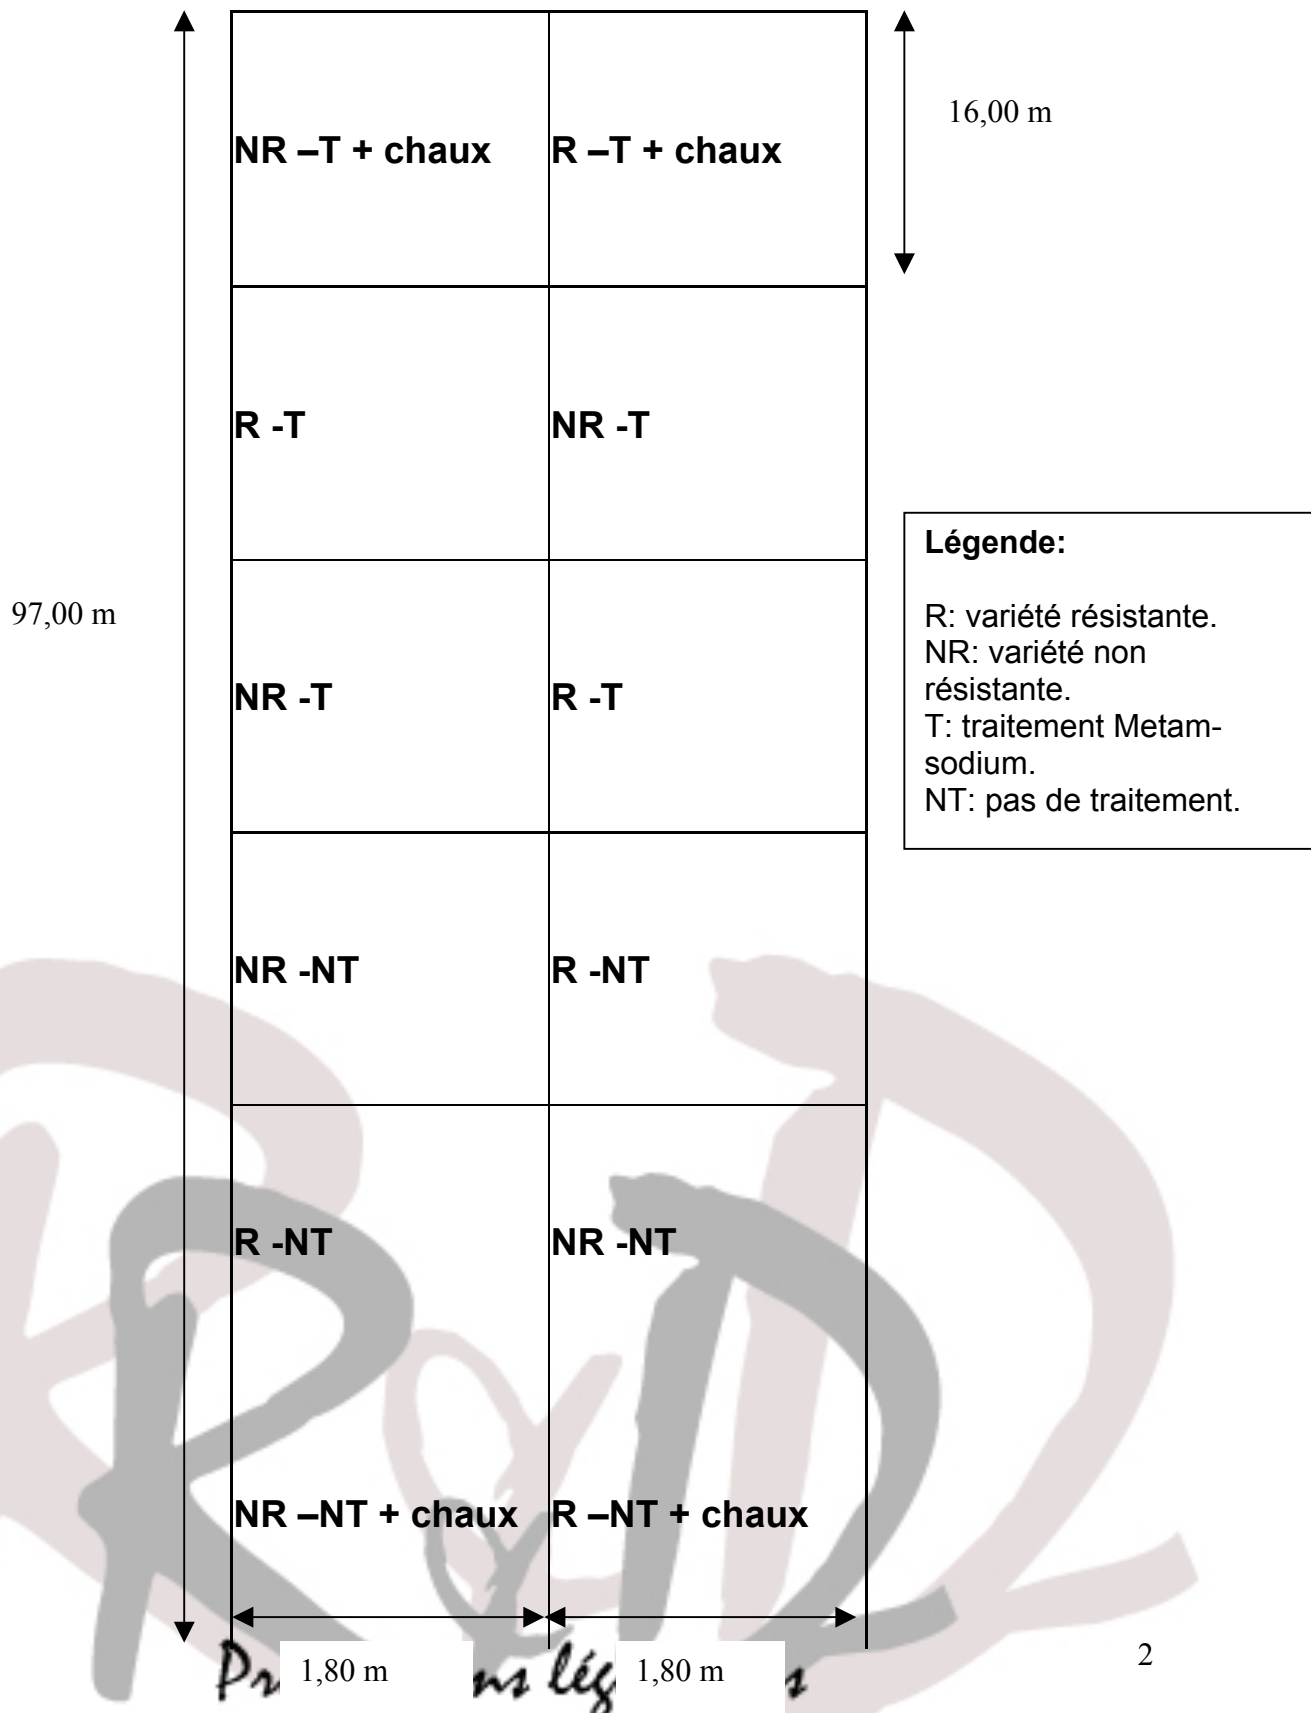 NR –T + chaux
R –T + chaux
16,00 m
R -T
NR -T
Légende:
R: variété résistante.
NR: variété non
résistante.
T: traitement Metam-
sodium.
NT: pas de traitement.
97,00 m
NR -T
R -T
NR -NT
R -NT
R -NT
NR -NT
NR –NT + chaux
R –NT + chaux
1,80 m
1,80 m
2